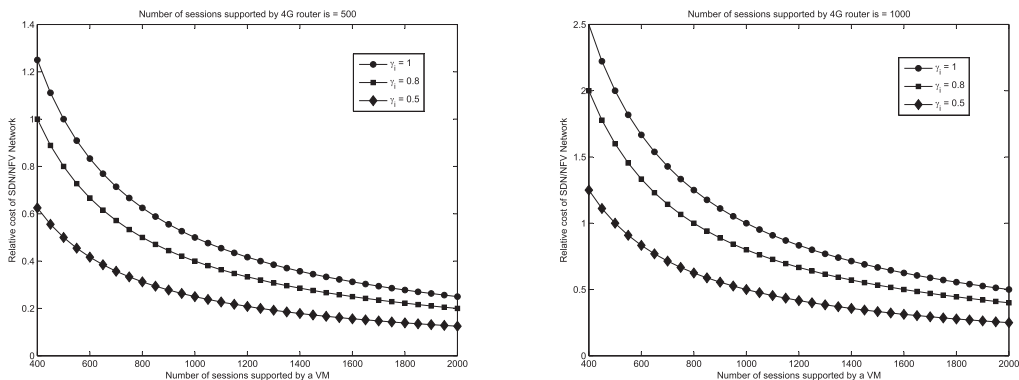 Number of sessions supported by 4G router is = 500
1.4
1.2
1
0.8
0.6
0.4
0.2
0
Relative cost of SDN/NFV Network
γi = 1
γi = 0.8
γi = 0.5
400 600 800 1000 1200 1400 1600 1800 2000
Number of sessions supported by a VM
Number of sessions supported by 4G router is = 1000
2.5
2
1.5
1
0.5
0
Relative cost of SDN/NFV Network
γi = 1
γi = 0.8
γi = 0.5
400 600 800 1000 1200 1400 1600 1800 2000
Number of sessions supported by a VM